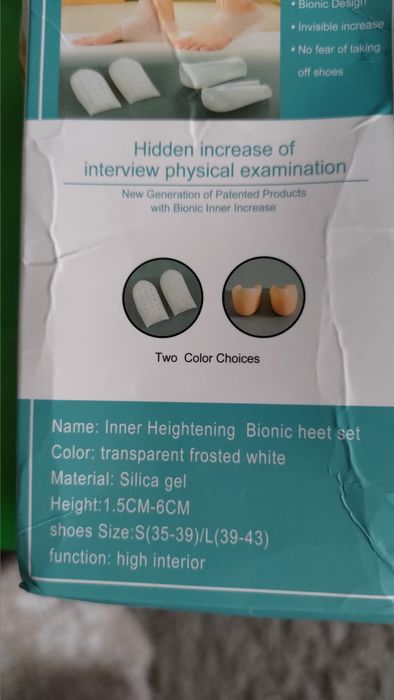 • Bionic Design
• Invisible increase
• No fear of taking
off shoes
Hidden increase of
interview physical examination
New Generation of Patented Products
with Bionic Inner Increase
Two Color Choices
Name: Inner Heightening Bionic heet set
Color: transparent frosted white
Material: Silica gel
Height:1.5CM-6CM
shoes Size:S(35-39)/L(39-43)
function: high interior